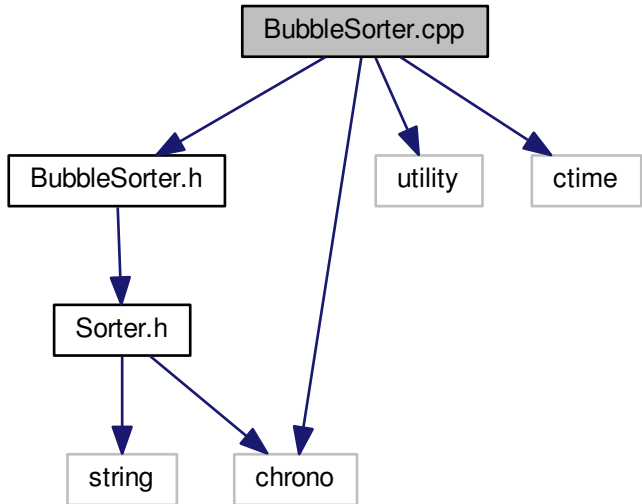 BubbleSorter.cpp
BubbleSorter.h
utility
ctime
Sorter.h
string
chrono